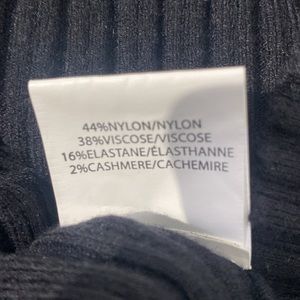 44%NYLON/NYLON
38%VISCOSE/VISCOSE
16%ELASTANE/ÉLASTHANNE
2%CASHMERE/CACHEMIRE